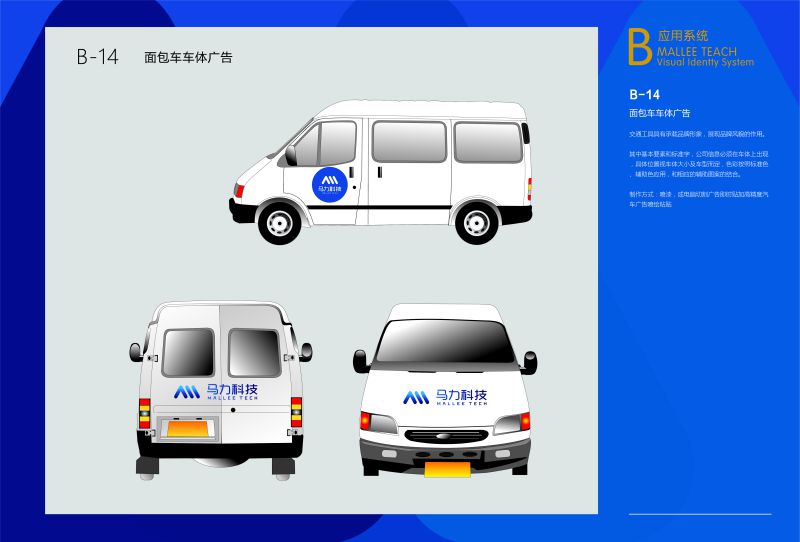 B-14 面包车车体广告
B 应用系统
MALLEE TEACH
Visual Identty System
B-14
面包车车体广告
交通工具具有承载品牌形象，展现品牌风貌的作用。
其中基本要素和标准字，公司信息必须在车体上出现
，具体位置视车体大小及车型而定，色彩按照标准色
、辅助色应用，和相应的辅助图案的结合。
制作方式：喷漆，或电脑切割广告即时贴加高精度汽
车广告喷绘粘贴
马力科技
马力科技
MALLEE TECH
马力科技
MALLEE TECH